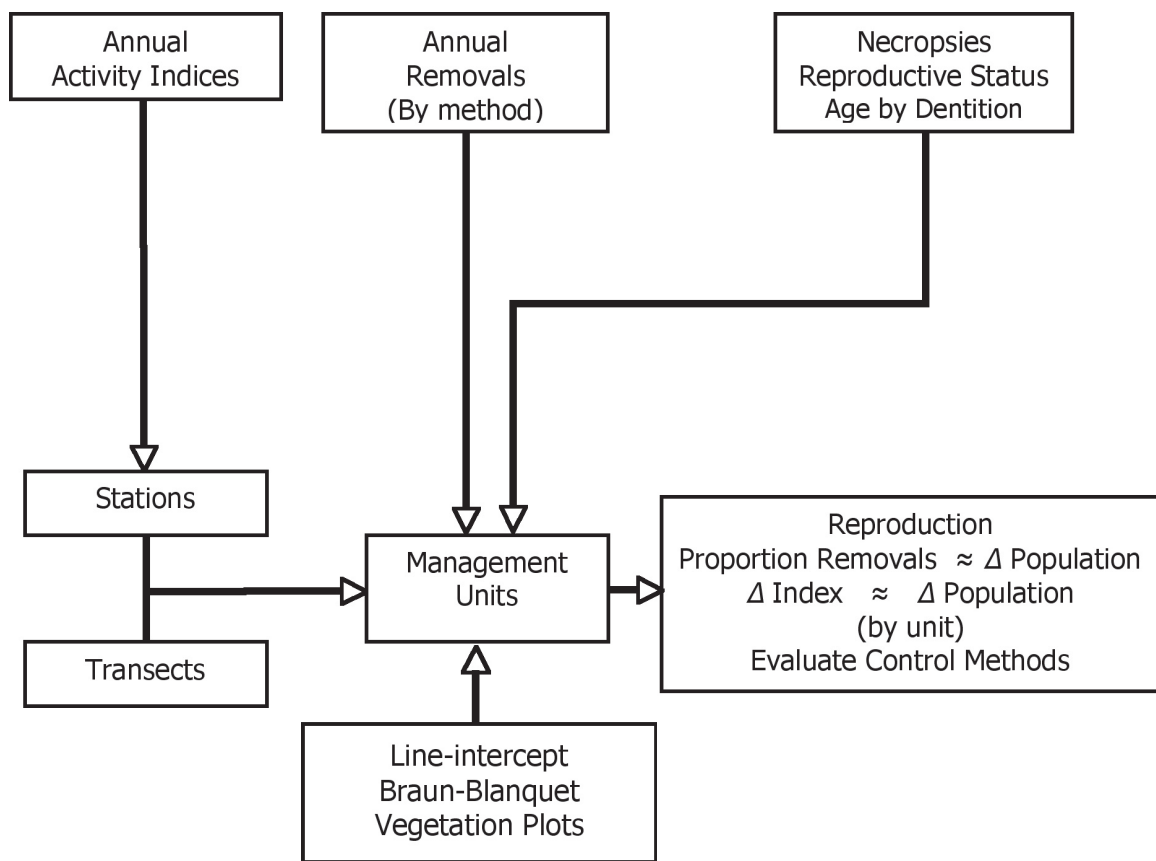 Annual
Activity Indices
Annual
Removals
(By method)
Necropsies
Reproductive Status
Age by Dentition
Stations
Transects
Management
Units
Reproduction
Proportion Removals ≈ Δ Population
Δ Index ≈ Δ Population
(by unit)
Evaluate Control Methods
Line-intercept
Braun-Blanquet
Vegetation Plots